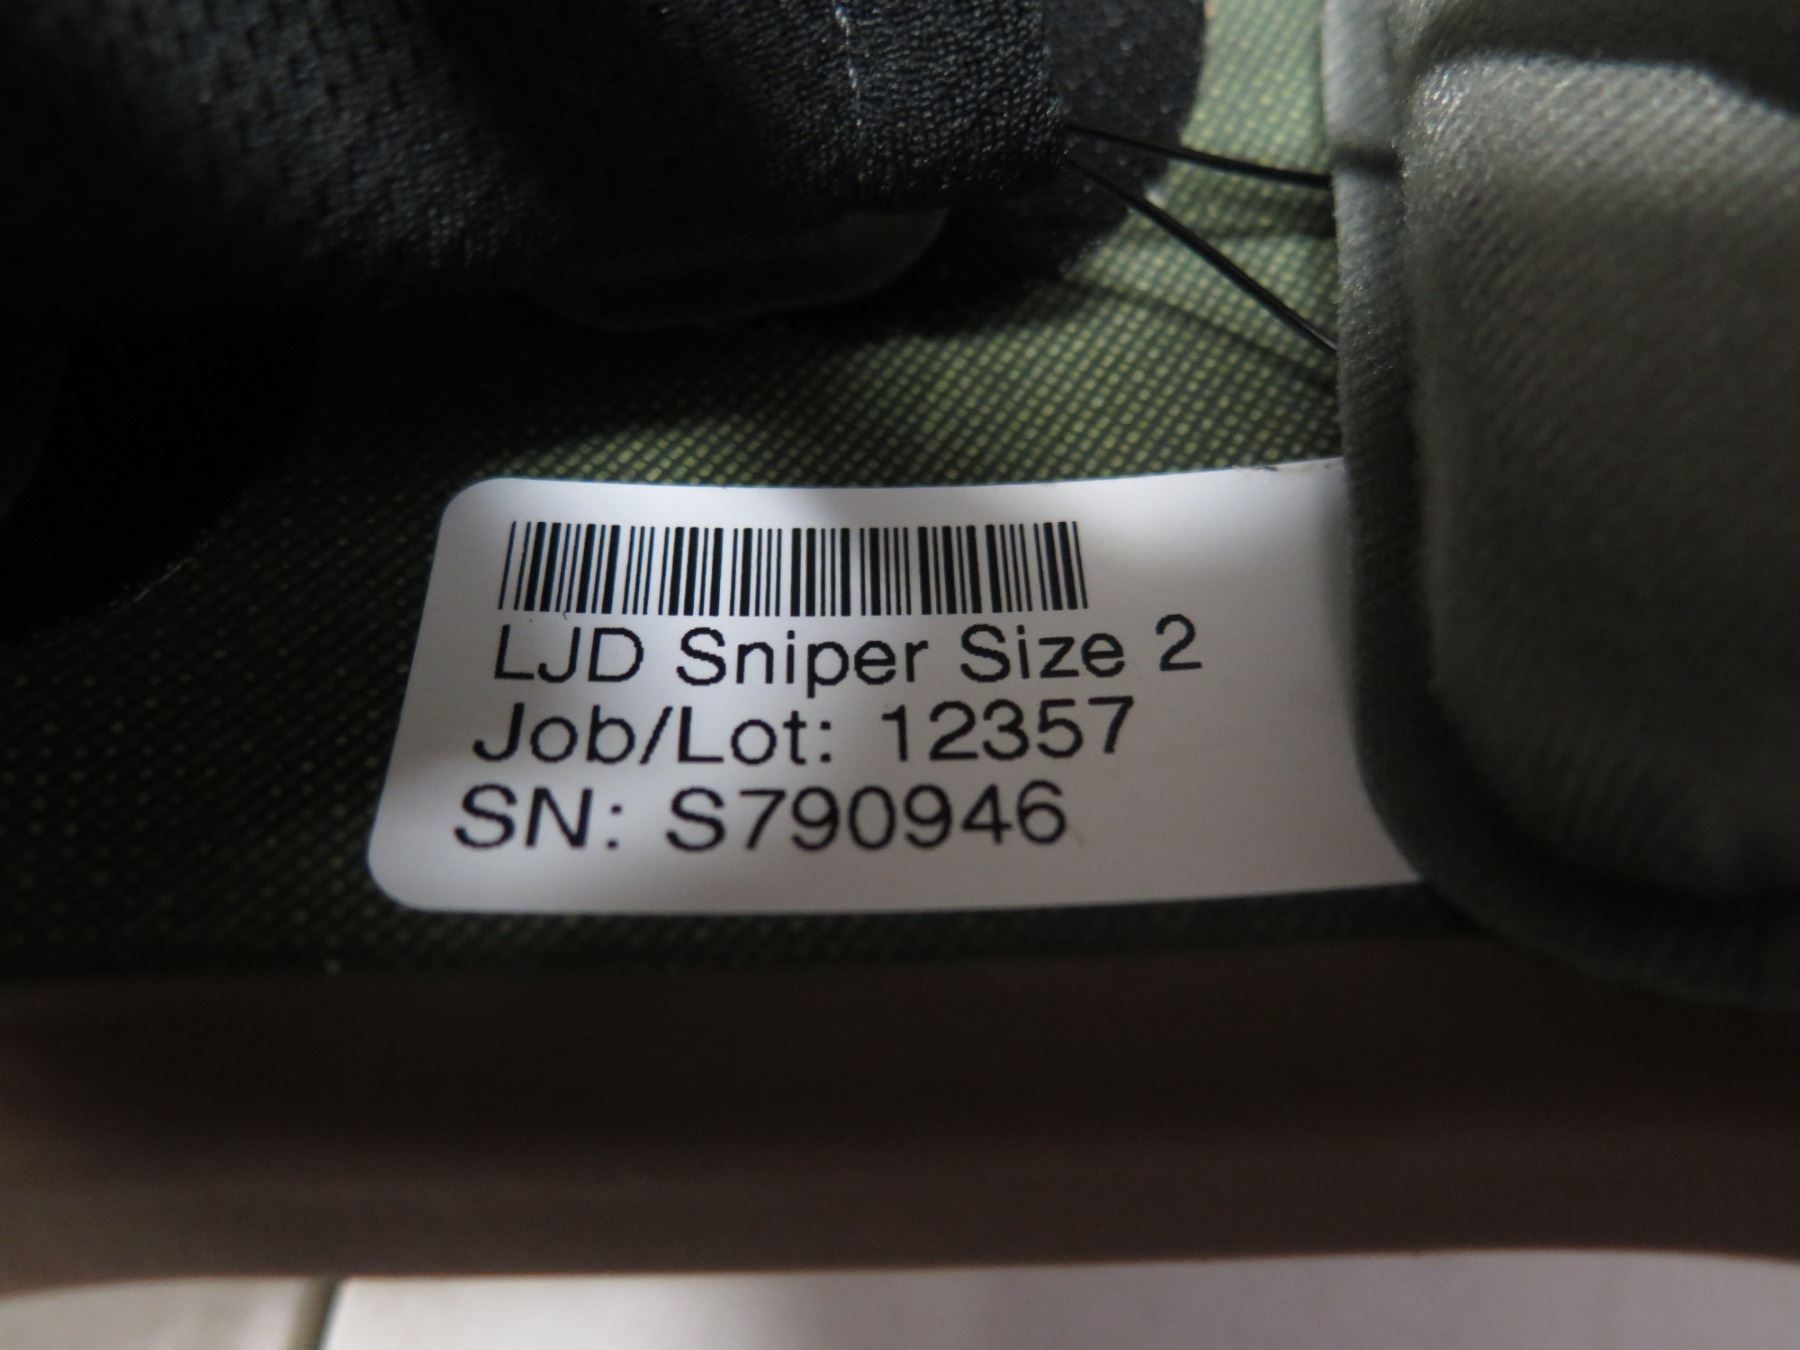 LJD Sniper Size 2
Job/Lot: 12357
SN: S790946